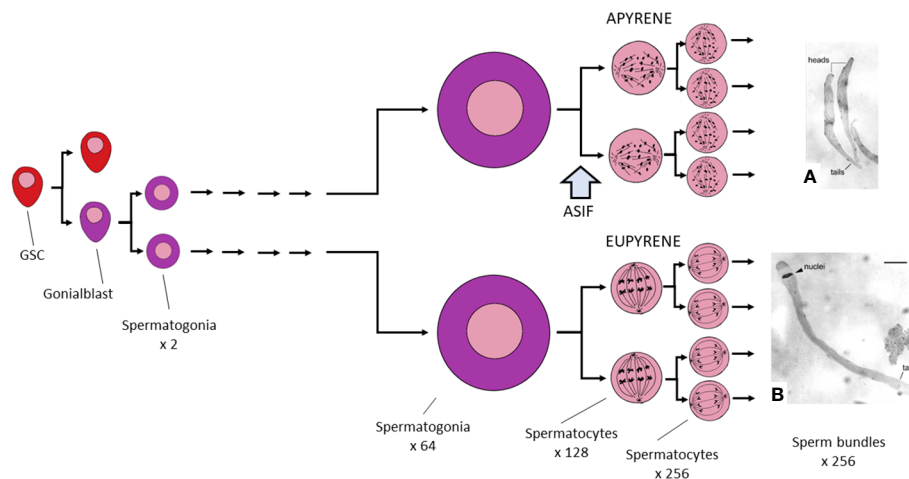 APYRENE
heads
A
tails
ASIF
GSC
Gonialblast
Spermatogonia
x 2
EUPYRENE
nuclei
B
ta
Spermatogonia
x 64
Spermatocytes
x 128
Spermatocytes
x 256
Sperm bundles
x 256